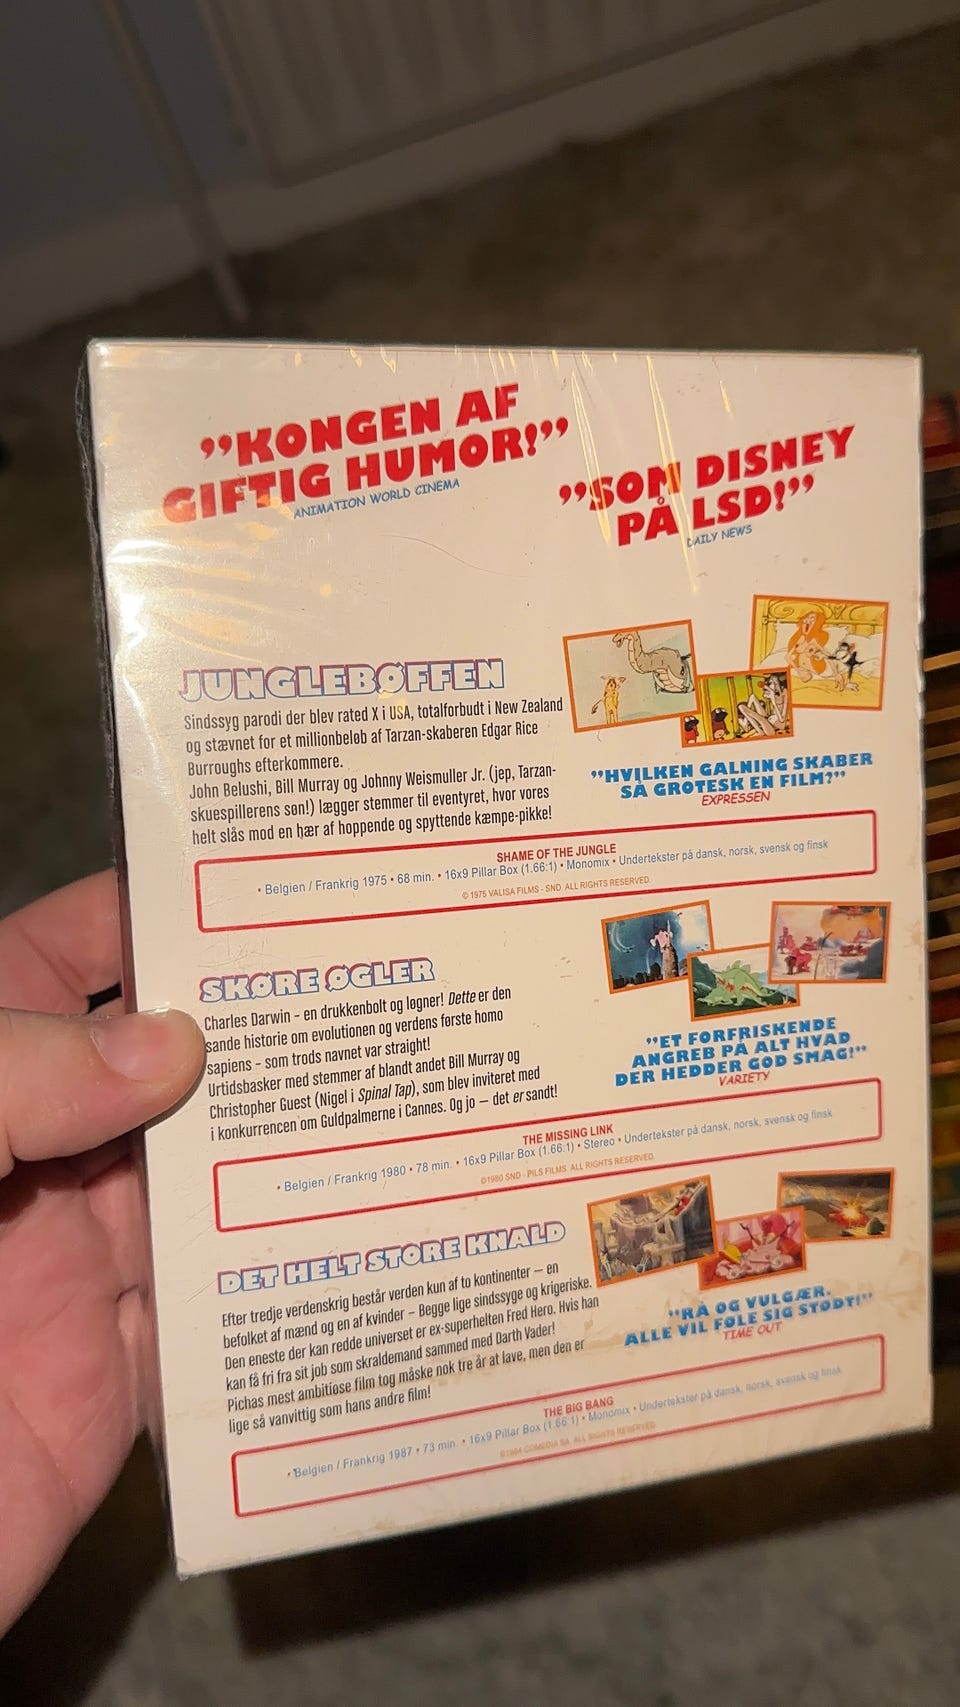 ”KONGEN AF
GIFTIG HUMOR!”
ANIMATION WORLD CINEMA
”SOM DISNEY
PÅ LSD!”
DAILY NEWS
JUNGLEBØFFEN
Sindssyg parodi der blev rated X i USA, totalforbudt i New Zealand
og stævnet for et millionbeløb af Tarzan-skaberen Edgar Rice
Burroughs efterkommere.
John Belushi, Bill Murray og Johnny Weismuller Jr. (jep, Tarzan-
skuespillerens søn!) lægger stemmer til eventyret, hvor vores
helt slås mod en hær af hoppende og spyttende kæmpe-pikke!
”HVILKEN GALNING SKABER
SÅ GROTESK EN FILM?”
EXPRESSEN
SHAME OF THE JUNGLE
• Belgien / Frankrig 1975 • 68 min. • 16x9 Pillar Box (1.66:1) • Monomix • Undertekster på dansk, norsk, svensk og finsk
© 1975 VALISA FILMS - SND ALL RIGHTS RESERVED.
SKØRE ØGLER
Charles Darwin – en drukkenbolt og løgner! Dette er den
sande historie om evolutionen og verdens første homo
sapiens – som trods navnet var straight!
Urtidsbasker med stemmer af blandt andet Bill Murray og
Christopher Guest (Nigel i Spinal Tap), som blev inviteret med
i konkurrencen om Guldpalmerne i Cannes. Og jo – det er sandt!
”ET FORFRISKENDE
ANGREB PÅ ALT HVAD
DER HEDDER GOD SMAG!”
VARIETY
THE MISSING LINK
• Belgien / Frankrig 1980 • 78 min. • 16x9 Pillar Box (1.66:1) • Stereo • Undertekster på dansk, norsk, svensk og finsk
©1980 SND - PILS FILMS. ALL RIGHTS RESERVED.
DET HELT STORE KNALD
Efter tredje verdenskrig består verden kun af to kontinenter – en
befolket af mænd og en af kvinder – Begge lige sindssyge og krigeriske.
Den eneste der kan redde universet er ex-superhelten Fred Hero. Hvis han
kan få fri fra sit job som skraldemand sammed med Darth Vader!
Pichas mest ambitiøse film tog måske nok tre år at lave, men den er
lige så vanvittig som hans andre film!
”RÅ OG VULGÆR.
ALLE VIL FØLE SIG STØDT!”
TIME OUT
THE BIG BANG
• Belgien / Frankrig 1987 • 73 min. • 16x9 Pillar Box (1.66:1) • Monomix • Undertekster på dansk, norsk, svensk og finsk
©1984 COMEDIA SA. ALL RIGHTS RESERVED